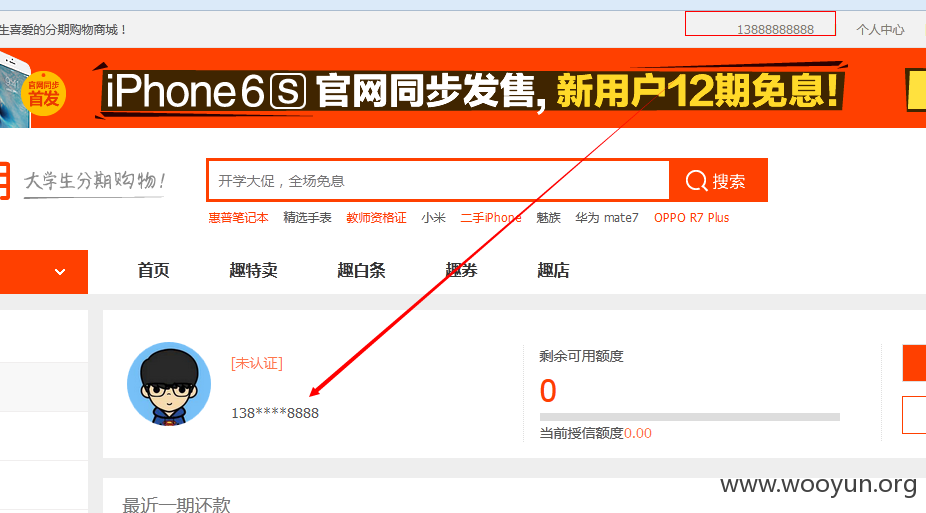 生喜爱的分期购物商城！
13888888888 个人中心
官网同步
首发
iPhone6S 官网同步发售, 新用户12期免息!
大学生分期购物!
开学大促，全场免息
搜索
惠普笔记本 精选手表 教师资格证 小米 二手iPhone 魅族 华为 mate7 OPPO R7 Plus
首页 趣特卖 趣白条 趣券 趣店
[未认证]
138****8888
剩余可用额度
0
当前授信额度0.00
最近一期还款
www.wooyun.org